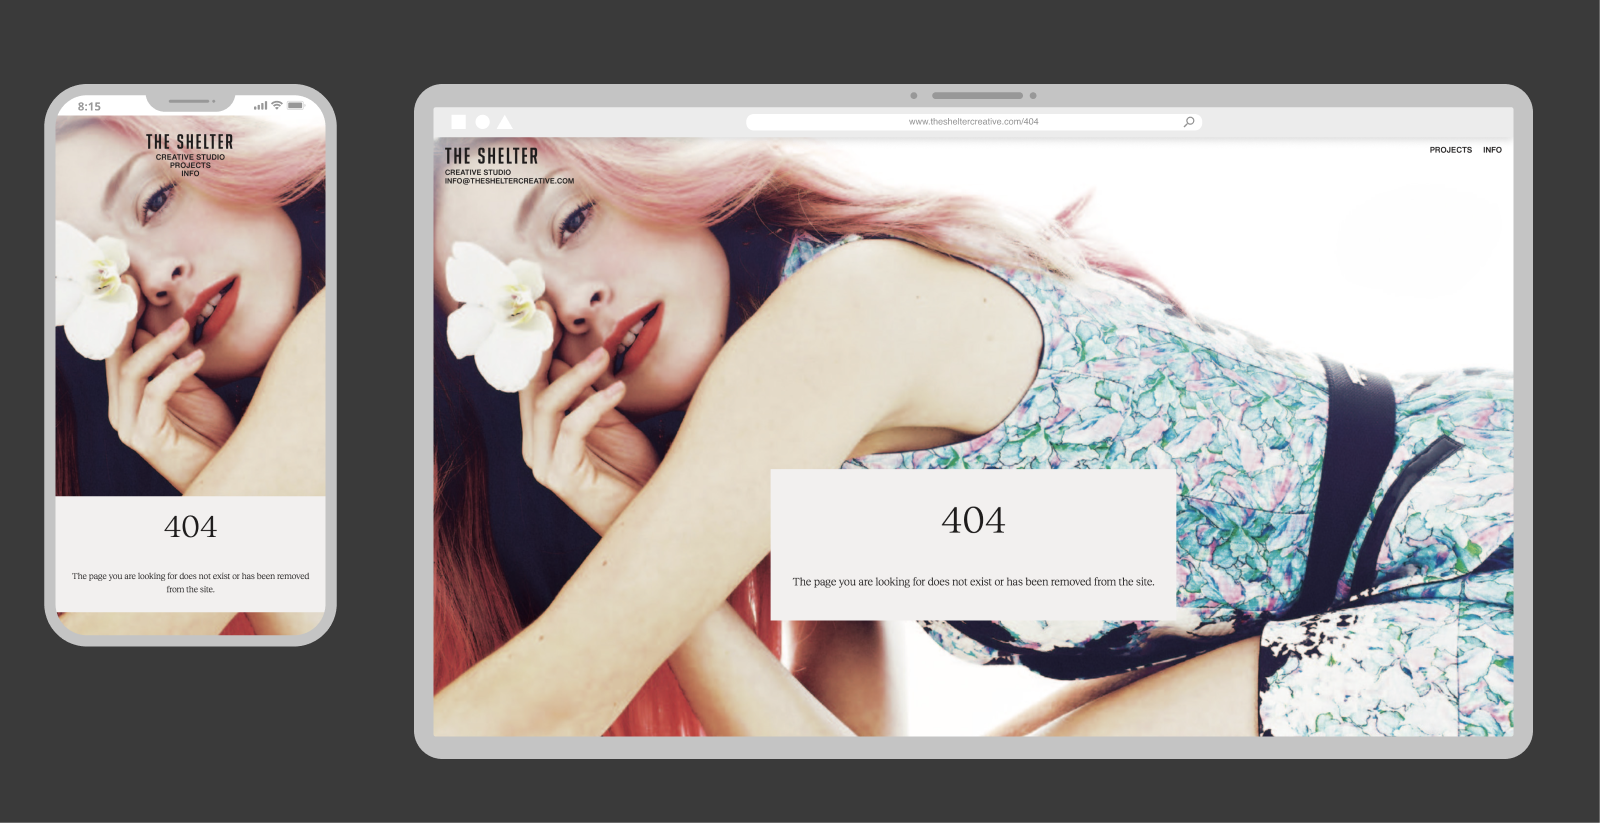 8:15
THE SHELTER
CREATIVE STUDIO
PROJECTS
INFO
404
The page you are looking for does not exist or has been removed
from the site.
www.thesheltercreative.com/404
THE SHELTER
CREATIVE STUDIO
INFO@THESHELTERCREATIVE.COM
PROJECTS INFO
404
The page you are looking for does not exist or has been removed from the site.